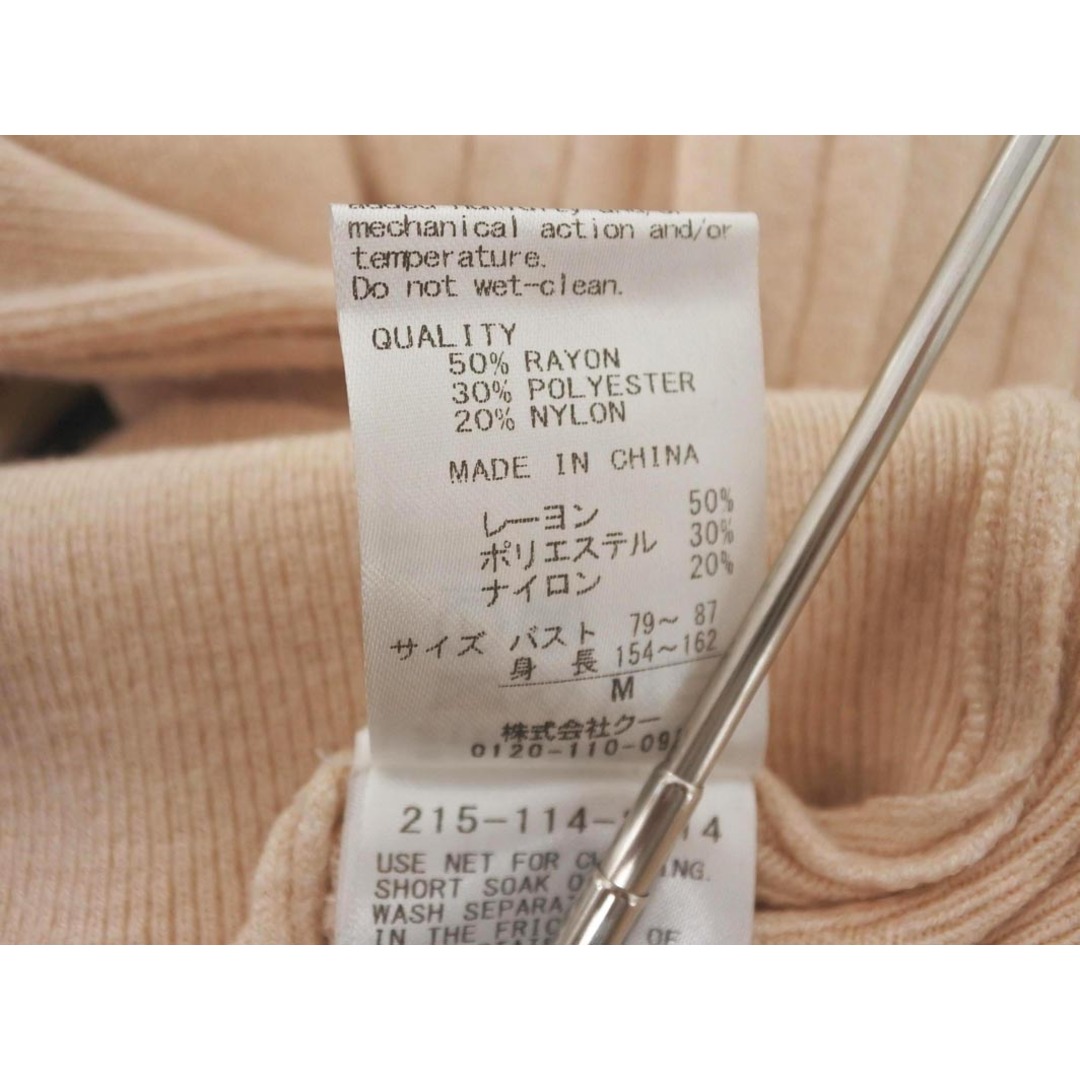 mechanical action and/or
temperature.
Do not wet-clean.
QUALITY
50% RAYON
30% POLYESTER
20% NYLON
MADE IN CHINA
レーヨン 50%
ポリエステル 30%
ナイロン 20%
サイズ バスト 79~ 87
身 長 154~162
M
株式会社クー
0120-110-09
215-114- 14
USE NET FOR ING.
SHORT SOAK
WASH
IN THE OF